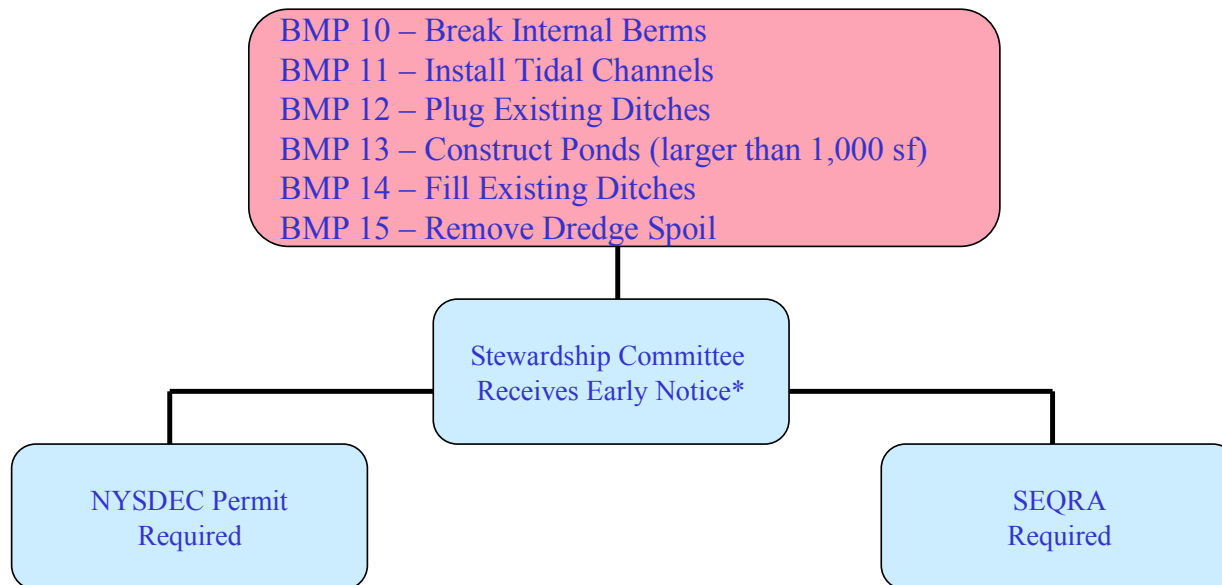 BMP 10 – Break Internal Berms
BMP 11 – Install Tidal Channels
BMP 12 – Plug Existing Ditches
BMP 13 – Construct Ponds (larger than 1,000 sf)
BMP 14 – Fill Existing Ditches
BMP 15 – Remove Dredge Spoil
Stewardship Committee
Receives Early Notice*
NYSDEC Permit
Required
SEQRA
Required